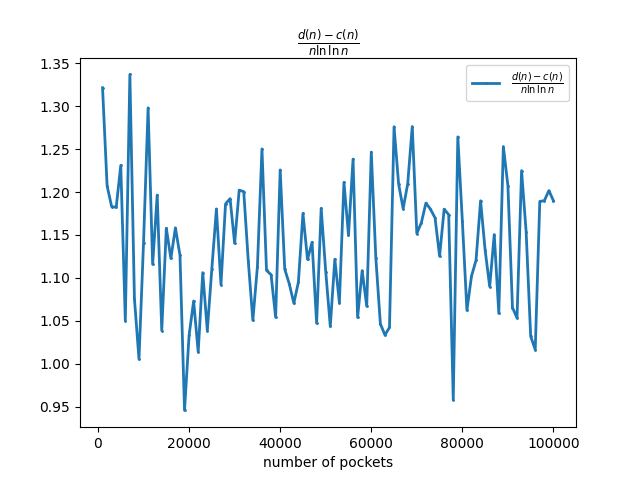 d(n) − c(n)
n ln ln n
d(n) − c(n)
n ln ln n
1.35
1.30
1.25
1.20
1.15
1.10
1.05
1.00
0.95
0 20000 40000 60000 80000 100000
number of pockets